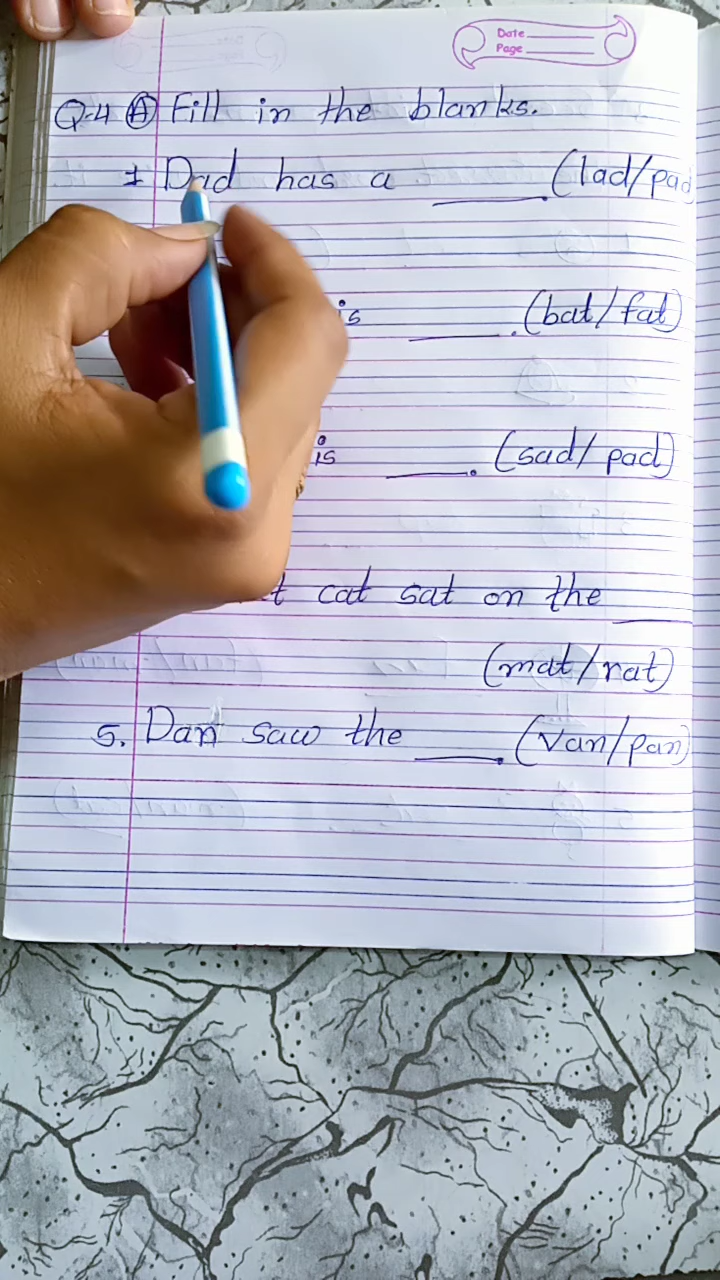 Date
Page
Q-4 (A) Fill in the blanks.
1 Dad has a ______. (lad/pad
is ______. (bat/fat)
is ______. (sad/pad)
cat sat on the ______
(mat/rat)
5. Dan saw the ______. (van/pan)